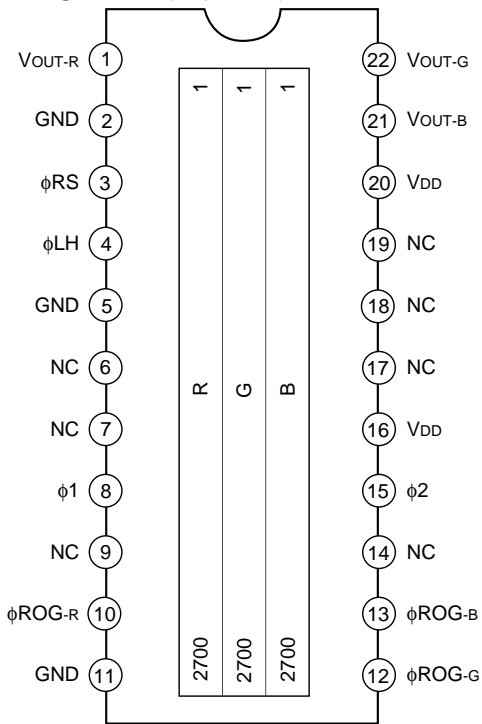 VOUT-R 1
GND 2
φRS 3
φLH 4
GND 5
NC 6
NC 7
φ1 8
NC 9
φROG-R 10
GND 11
1 1 1
R G B
2700 2700 2700
22 VOUT-G
21 VOUT-B
20 VDD
19 NC
18 NC
17 NC
16 VDD
15 φ2
14 NC
13 φROG-B
12 φROG-G